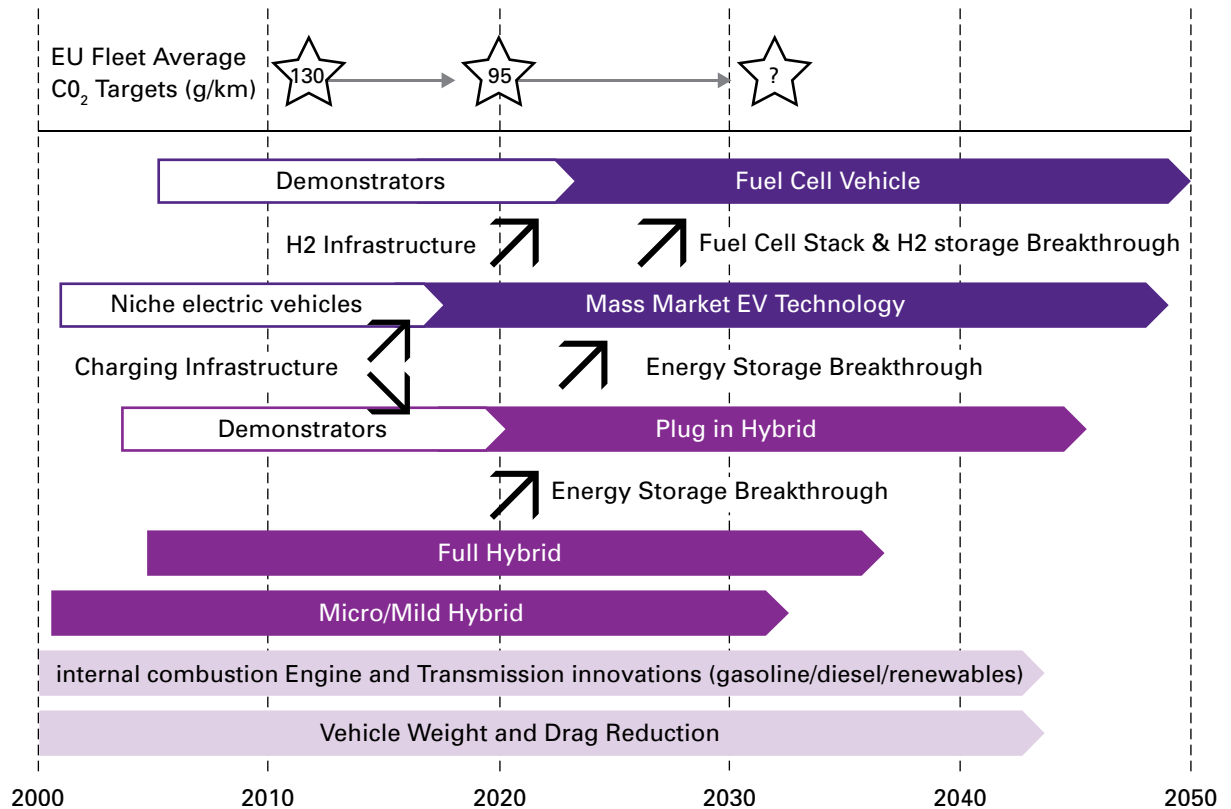 EU Fleet Average
C0₂ Targets (g/km)
130
95
?
Demonstrators
Fuel Cell Vehicle
H2 Infrastructure
Fuel Cell Stack & H2 storage Breakthrough
Niche electric vehicles
Mass Market EV Technology
Charging Infrastructure
Energy Storage Breakthrough
Demonstrators
Plug in Hybrid
Energy Storage Breakthrough
Full Hybrid
Micro/Mild Hybrid
internal combustion Engine and Transmission innovations (gasoline/diesel/renewables)
Vehicle Weight and Drag Reduction
2000
2010
2020
2030
2040
2050